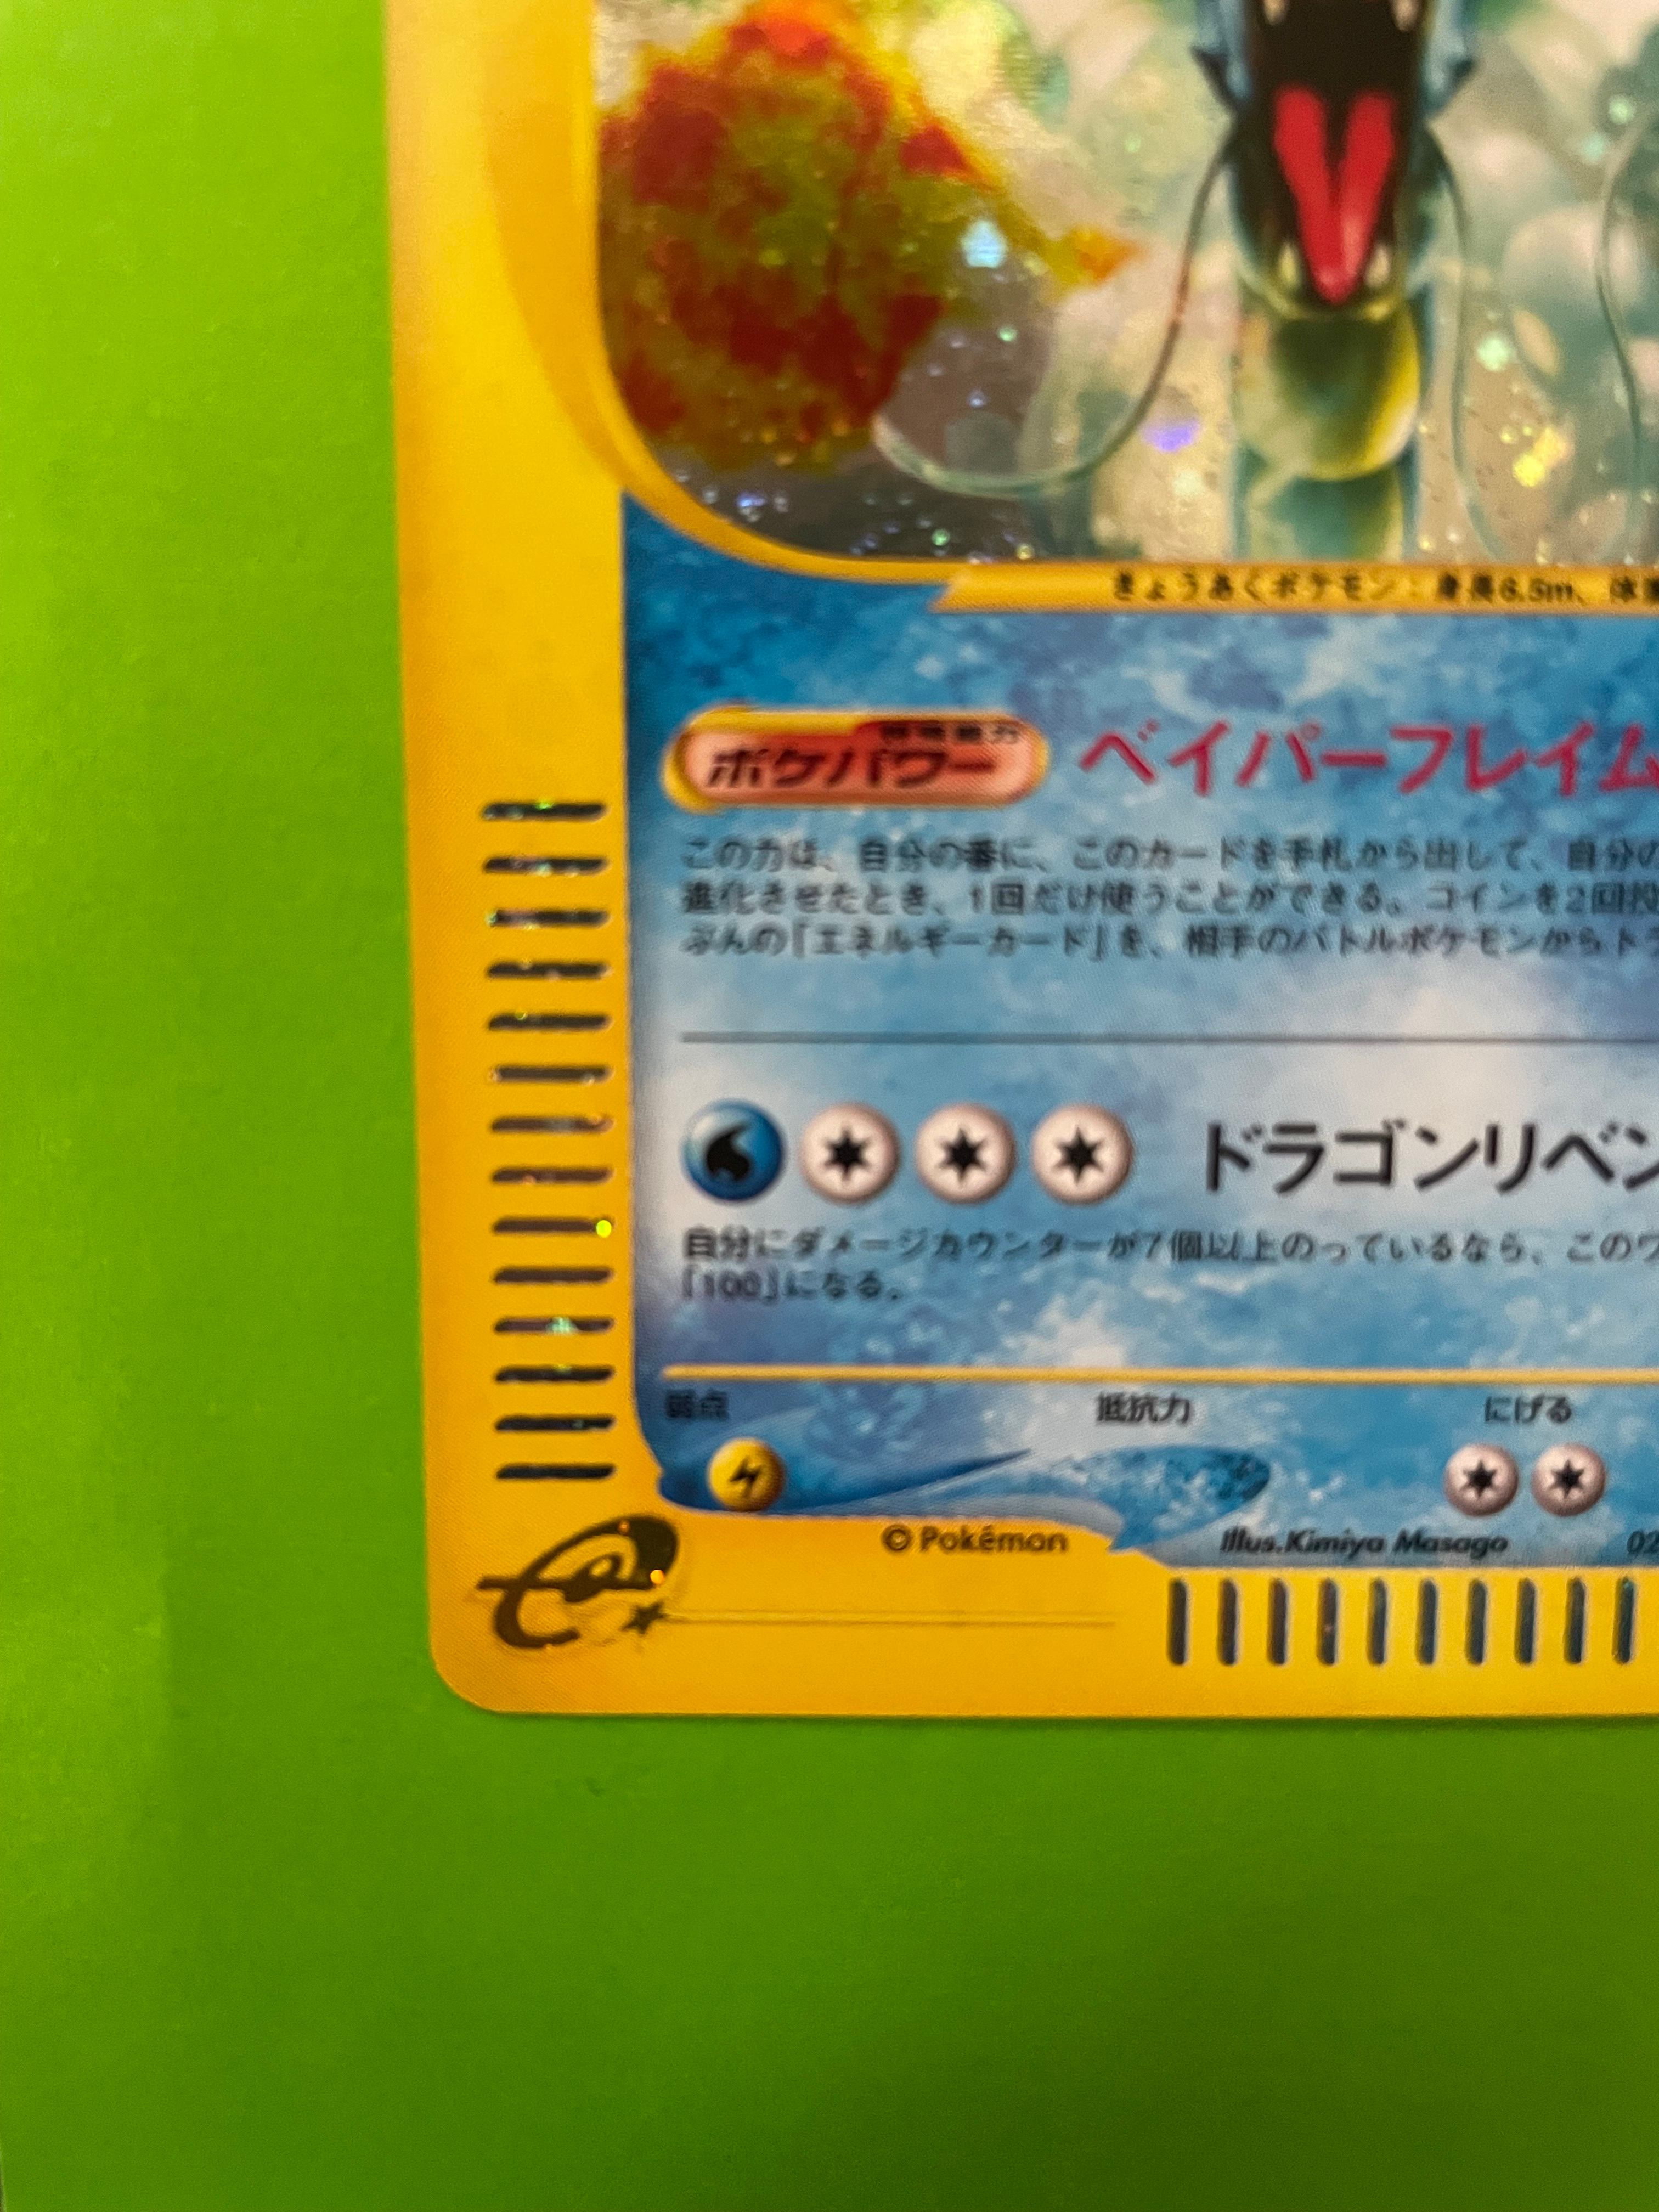 きょうあくポケモン：身長6.5m、体
ポケパワー ベイパーフレイム
この力は、自分の番に、このカードを手札から出して、自分の
進化させたとき、1回だけ使うことができる。コインを2回投
ぶんの「エネルギーカード」を、相手のバトルポケモンからトラ
ドラゴンリベン
自分にダメージカウンターが7個以上のっているなら、このワ
「100」になる。
弱点 抵抗力 にげる
© Pokémon Illus.Kimiya Masago 02